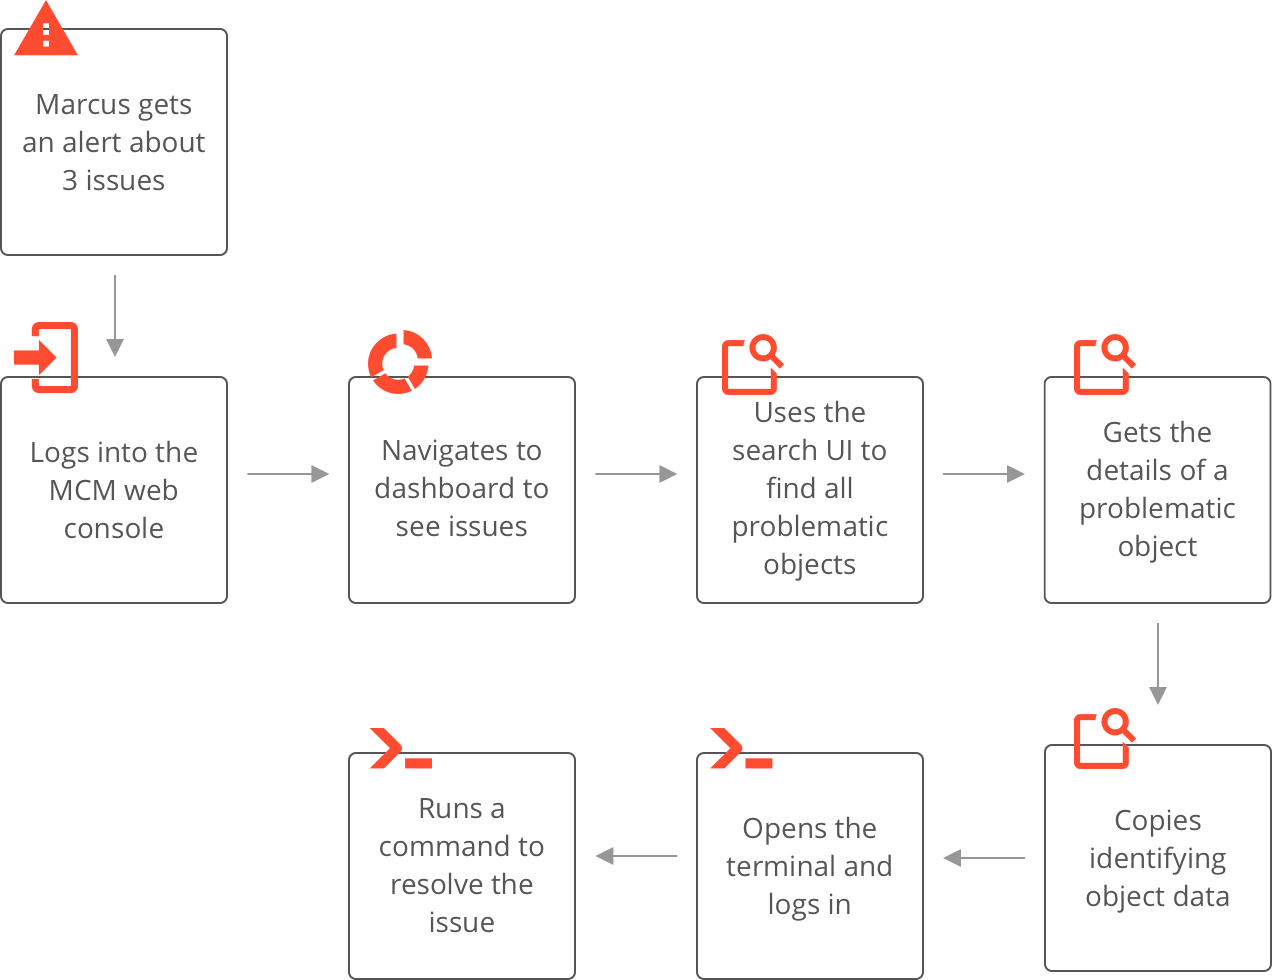 Marcus gets
an alert about
3 issues
Logs into the
MCM web
console
Navigates to
dashboard to
see issues
Uses the
search UI to
find all
problematic
objects
Gets the
details of a
problematic
object
Copies
identifying
object data
Opens the
terminal and
logs in
Runs a
command to
resolve the
issue